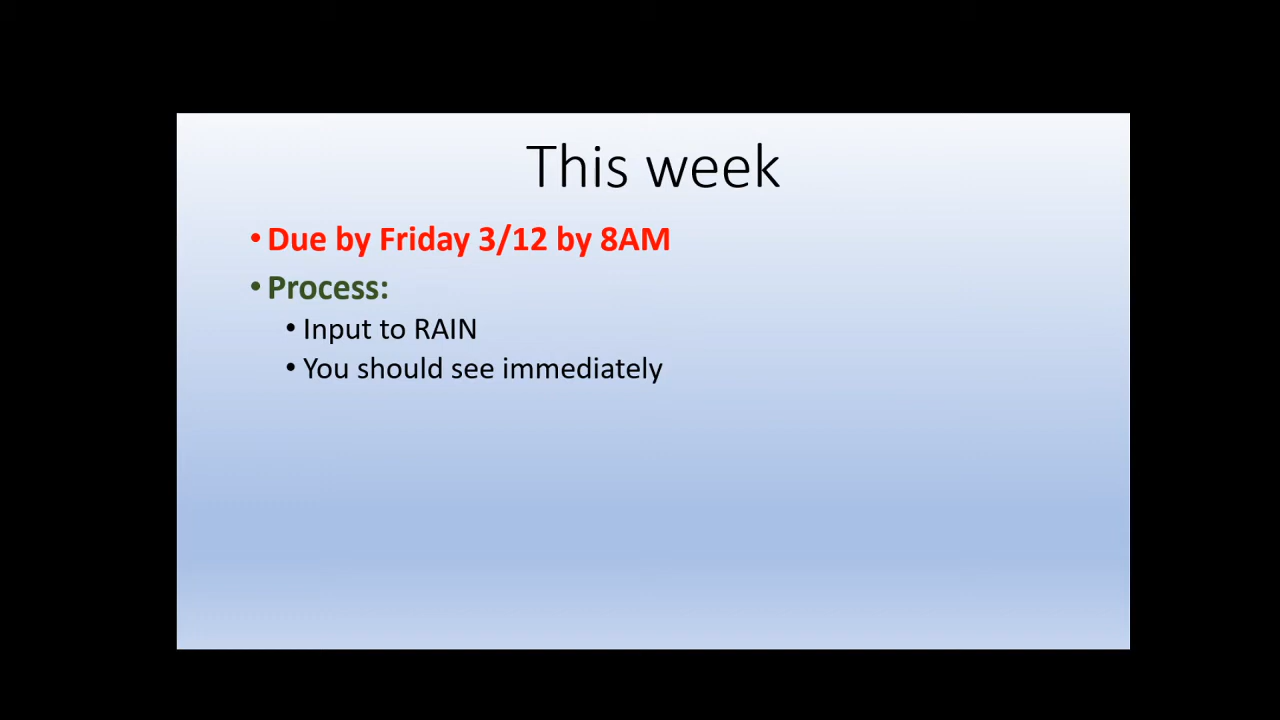 This week
• Due by Friday 3/12 by 8AM
• Process:
• Input to RAIN
• You should see immediately